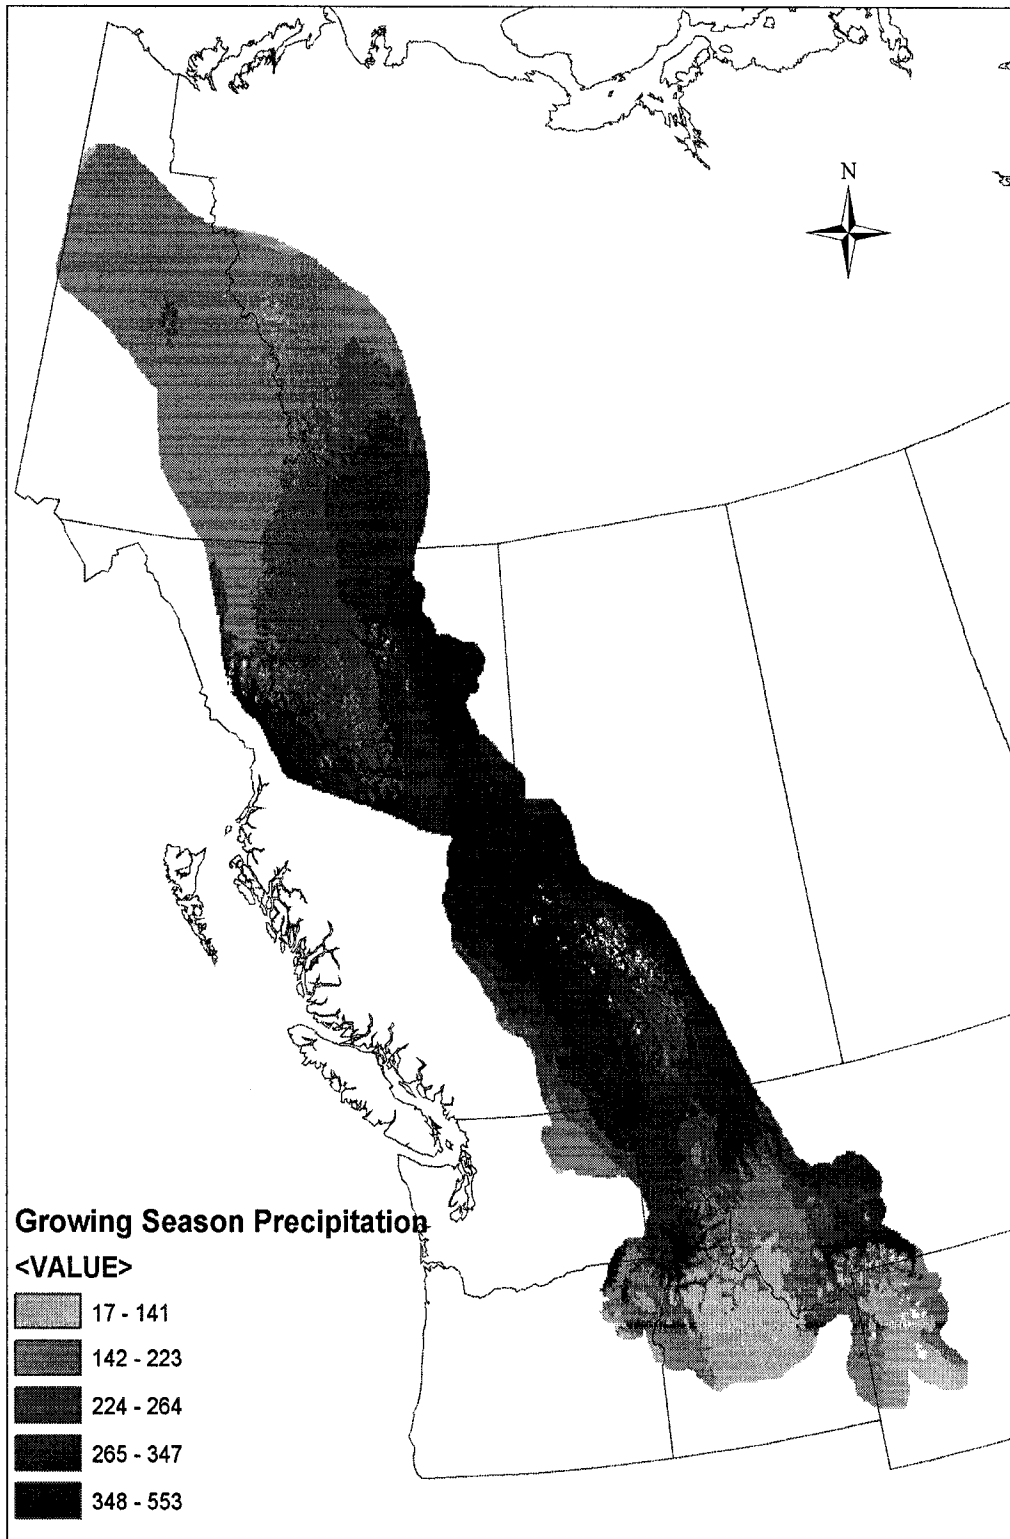 N
Growing Season Precipitation
<VALUE>
17 - 141
142 - 223
224 - 264
265 - 347
348 - 553